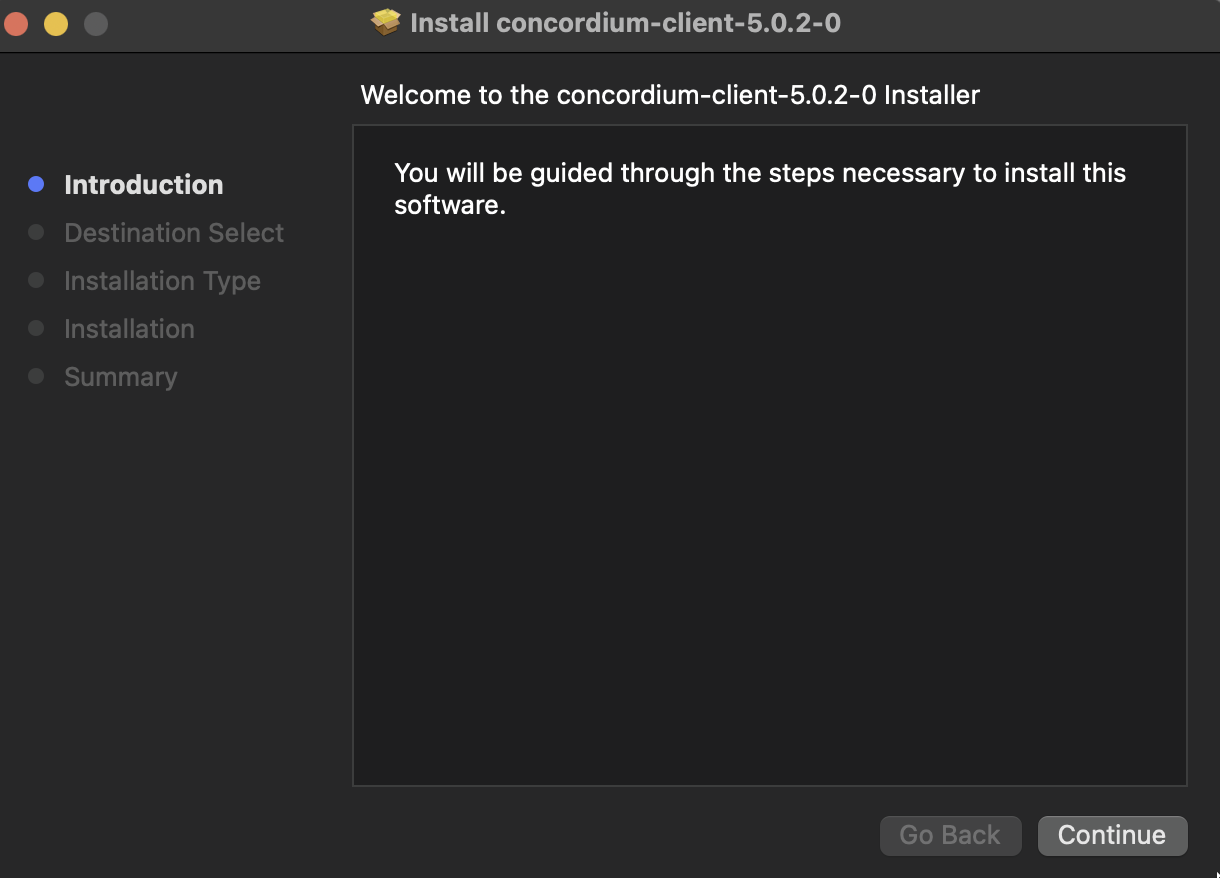 Install concordium-client-5.0.2-0
Welcome to the concordium-client-5.0.2-0 Installer
Introduction
Destination Select
Installation Type
Installation
Summary
You will be guided through the steps necessary to install this
software.
Go Back
Continue